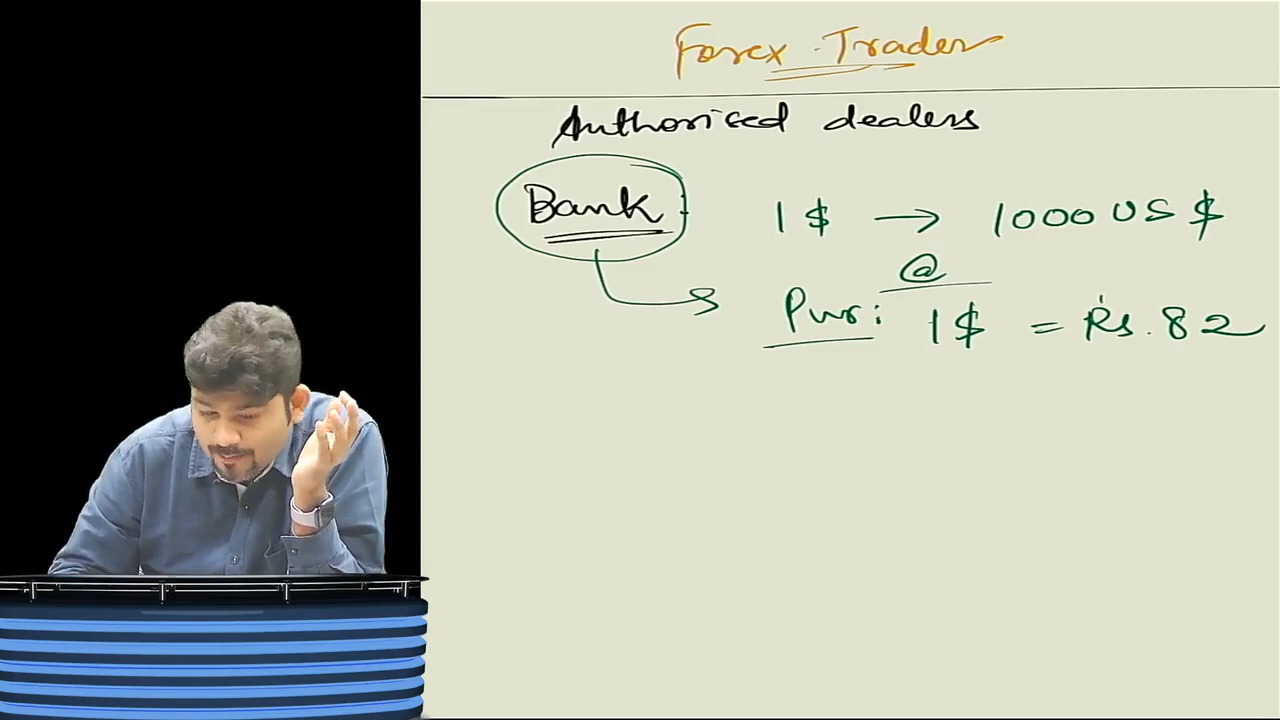 Forex Trader
Authorised dealers
Bank 1$ → 1000 US $
@
Pur: 1$ = Rs. 82